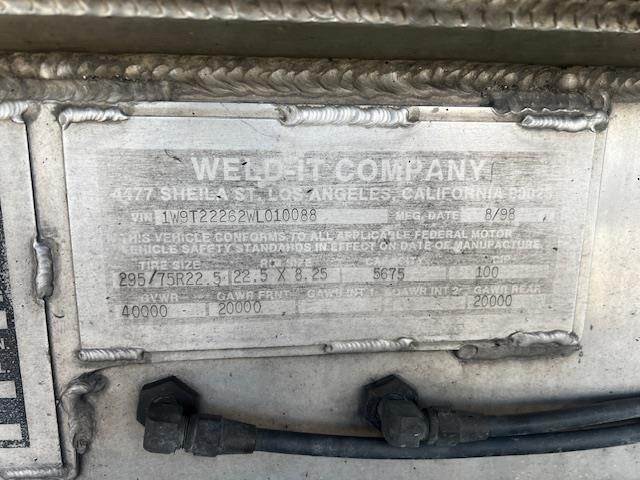 WELD-IT COMPANY
4477 SHEILA ST, LOS ANGELES, CALIFORNIA
VIN 1W9T22262WL010088 MFG. DATE 8/98
THIS VEHICLE CONFORMS TO ALL APPLICABLE FEDERAL MOTOR
VEHICLE SAFETY STANDARDS IN EFFECT ON DATE OF MANUFACTURE.
TIRE SIZE RIM SIZE CAPACITY CIP
295/75R22.5 22.5 X 8.25 5675 100
GVWR GAWR FRNT GAWR INT 1 GAWR INT 2 GAWR REAR
40000 20000 20000